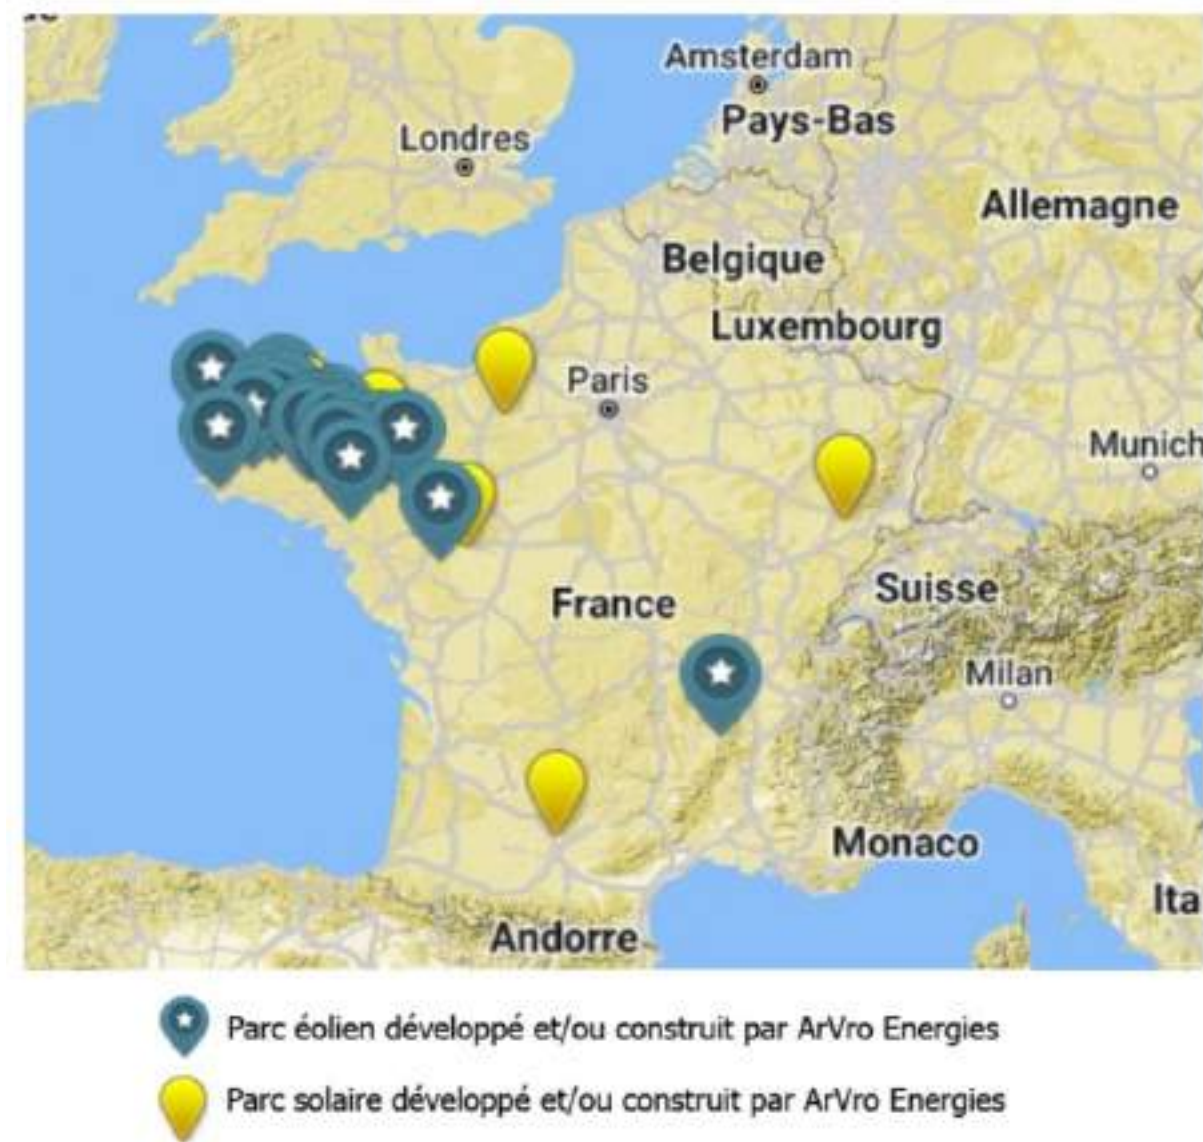 Amsterdam
Pays-Bas
Londres
Allemagne
Belgique
Luxembourg
Paris
Munich
France
Suisse
Milan
Monaco
Ita
Andorre
Parc éolien développé et/ou construit par ArVro Energies
Parc solaire développé et/ou construit par ArVro Energies